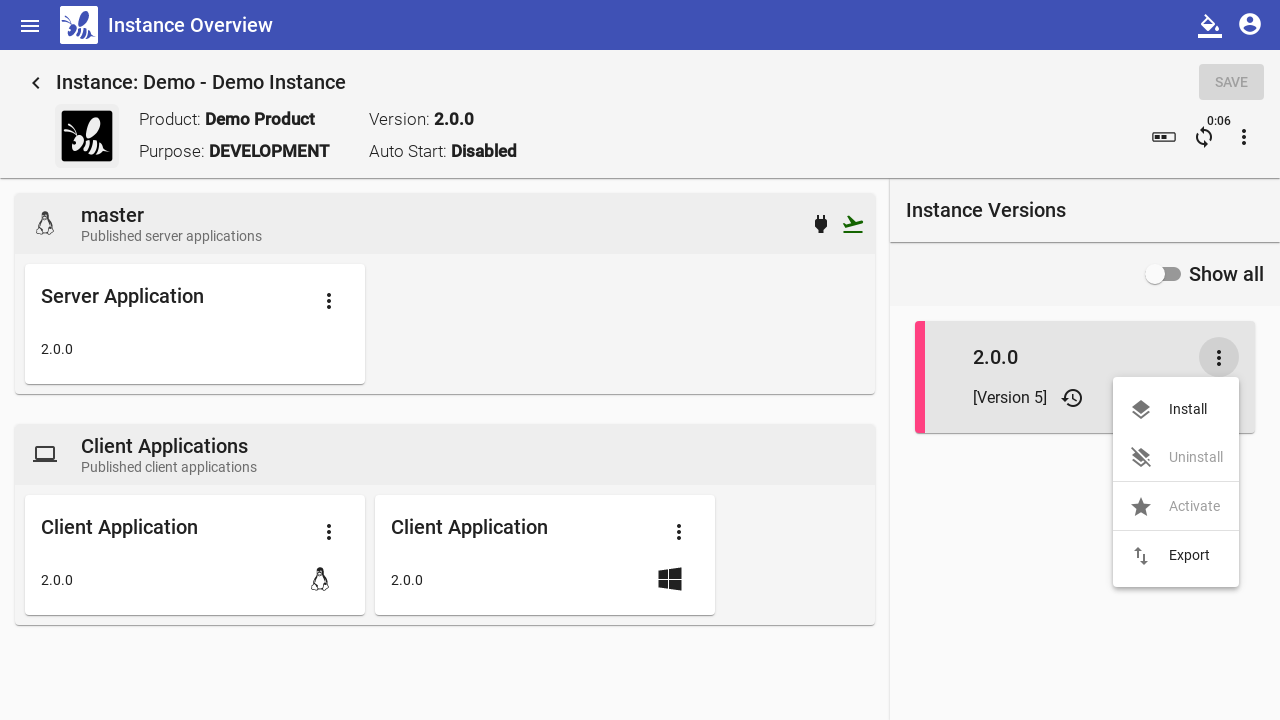 Instance Overview
Instance: Demo - Demo Instance
SAVE
Product: Demo Product
Version: 2.0.0
Purpose: DEVELOPMENT
Auto Start: Disabled
0:06
master
Published server applications
Server Application
2.0.0
Client Applications
Published client applications
Client Application
2.0.0
Client Application
2.0.0
Instance Versions
Show all
2.0.0
[Version 5]
Install
Uninstall
Activate
Export